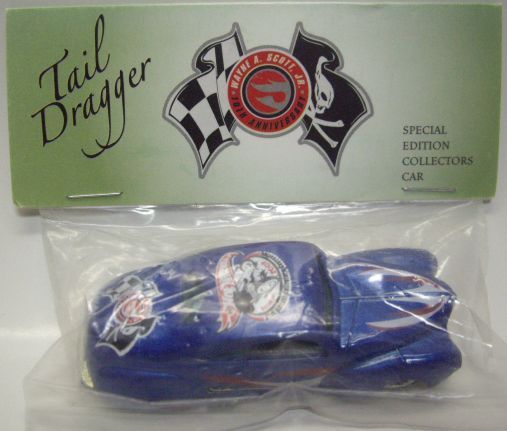 Tail
Dragger
WAYNE A. SCOTT, JR.
10TH ANNIVERSARY
SPECIAL
EDITION
COLLECTORS
CAR